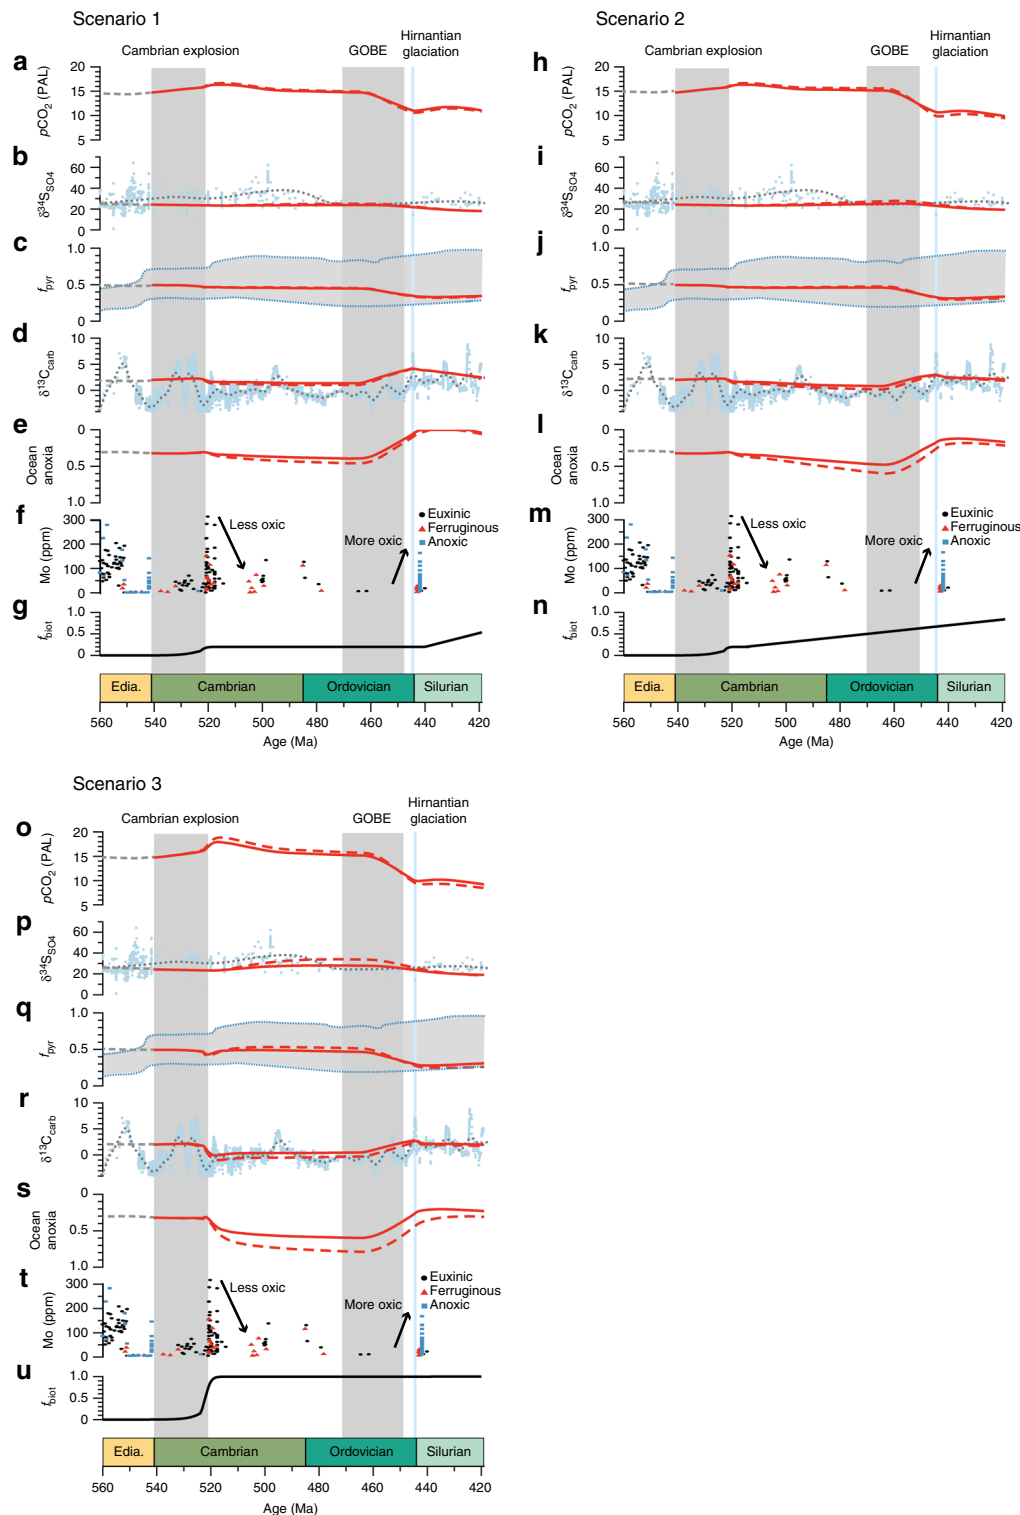 Scenario 1
Cambrian explosion
GOBE
Hirnantian
glaciation
a
pCO2 (PAL)
20
15
10
5
b
δ34SSO4
60
40
20
0
c
fpyr
1.0
0.5
0
d
δ13Ccarb
10
5
0
e
Ocean
anoxia
0
0.5
1.0
f
Mo (ppm)
300
200
100
0
Less oxic
More oxic
Euxinic
Ferruginous
Anoxic
g
fbiot
1.0
0.5
0
Edia.
Cambrian
Ordovician
Silurian
560 540 520 500 480 460 440 420
Age (Ma)
Scenario 2
Cambrian explosion
GOBE
Hirnantian
glaciation
h
pCO2 (PAL)
20
15
10
5
i
δ34SSO4
60
40
20
0
j
fpyr
1.0
0.5
0
k
δ13Ccarb
10
5
0
l
Ocean
anoxia
0
0.5
1.0
m
Mo (ppm)
300
200
100
0
Less oxic
More oxic
Euxinic
Ferruginous
Anoxic
n
fbiot
1.0
0.5
0
Edia.
Cambrian
Ordovician
Silurian
560 540 520 500 480 460 440 420
Age (Ma)
Scenario 3
Cambrian explosion
GOBE
Hirnantian
glaciation
o
pCO2 (PAL)
20
15
10
5
p
δ34SSO4
60
40
20
0
q
fpyr
1.0
0.5
0
r
δ13Ccarb
10
5
0
s
Ocean
anoxia
0
0.5
1.0
t
Mo (ppm)
300
200
100
0
Less oxic
More oxic
Euxinic
Ferruginous
Anoxic
u
fbiot
1.0
0.5
0
Edia.
Cambrian
Ordovician
Silurian
560 540 520 500 480 460 440 420
Age (Ma)